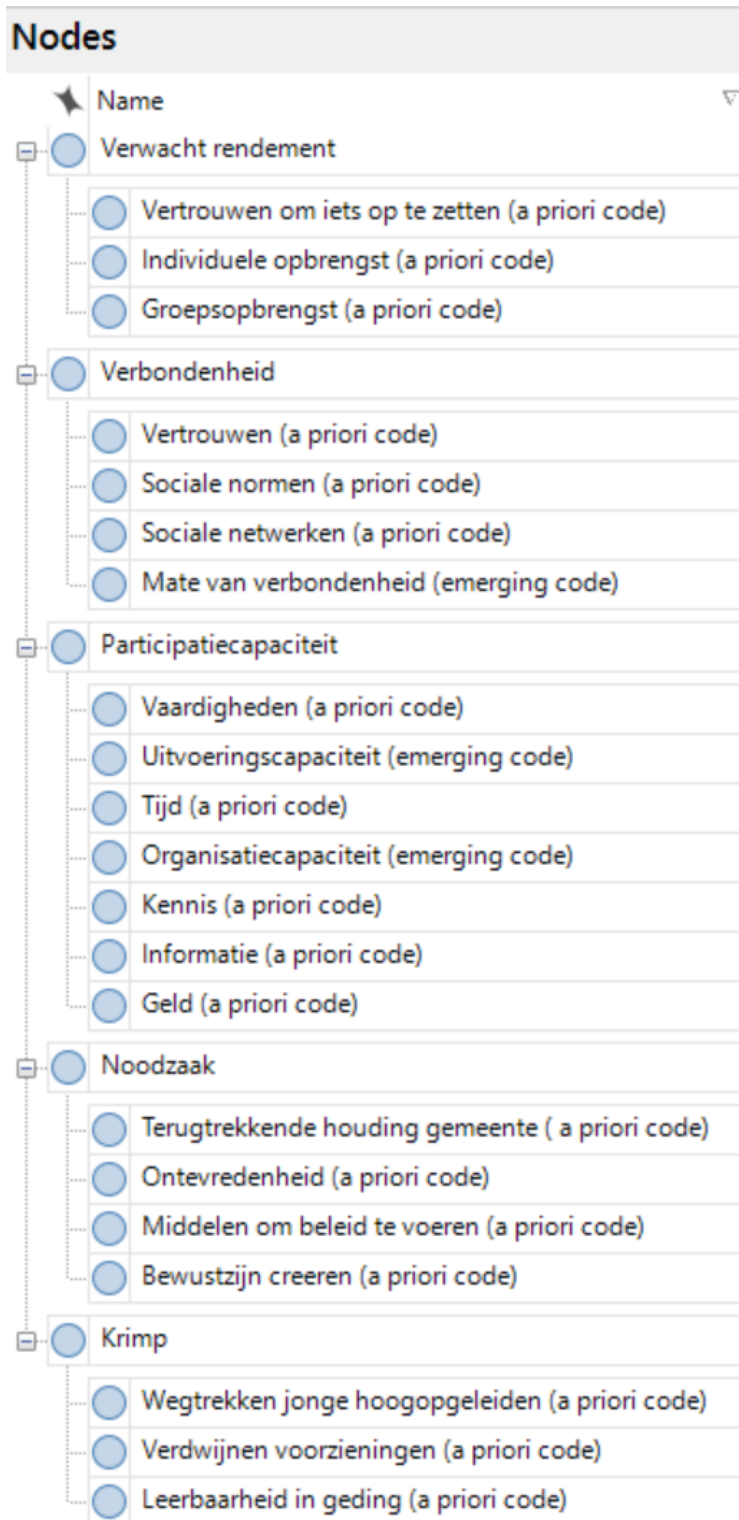 Nodes
Name
Verwacht rendement
Vertrouwen om iets op te zetten (a priori code)
Individuele opbrengst (a priori code)
Groepsopbrengst (a priori code)
Verbondenheid
Vertrouwen (a priori code)
Sociale normen (a priori code)
Sociale netwerken (a priori code)
Mate van verbondenheid (emerging code)
Participatiecapaciteit
Vaardigheden (a priori code)
Uitvoeringscapaciteit (emerging code)
Tijd (a priori code)
Organisatiecapaciteit (emerging code)
Kennis (a priori code)
Informatie (a priori code)
Geld (a priori code)
Noodzaak
Terugtrekkende houding gemeente ( a priori code)
Ontevredenheid (a priori code)
Middelen om beleid te voeren (a priori code)
Bewustzijn creeren (a priori code)
Krimp
Wegtrekken jonge hoogopgeleiden (a priori code)
Verdwijnen voorzieningen (a priori code)
Leerbaarheid in geding (a priori code)